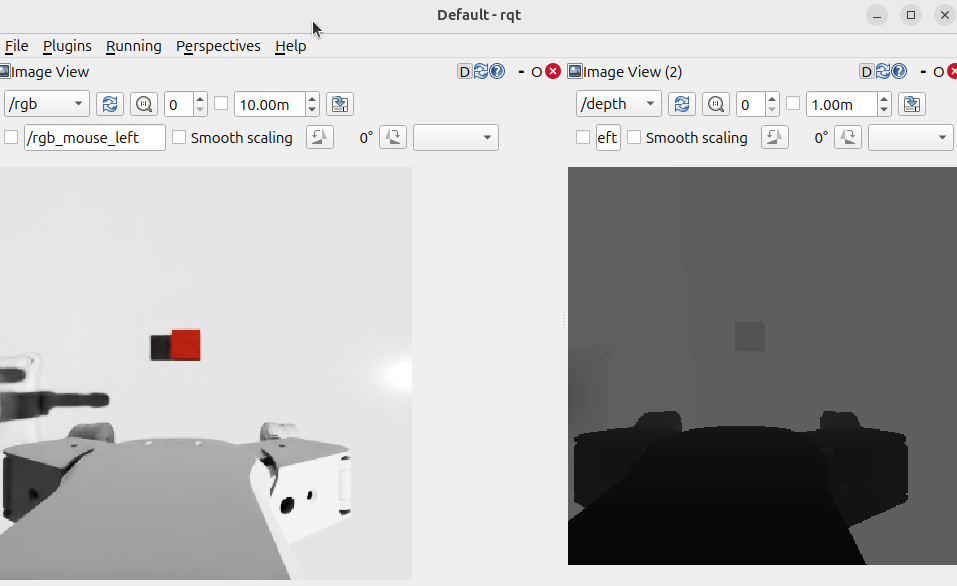 Default - rqt
File Plugins Running Perspectives Help
Image View D - O Image View (2) D - O
/rgb 0 10.00m /depth 0 1.00m
/rgb_mouse_left Smooth scaling 0° eft Smooth scaling 0°